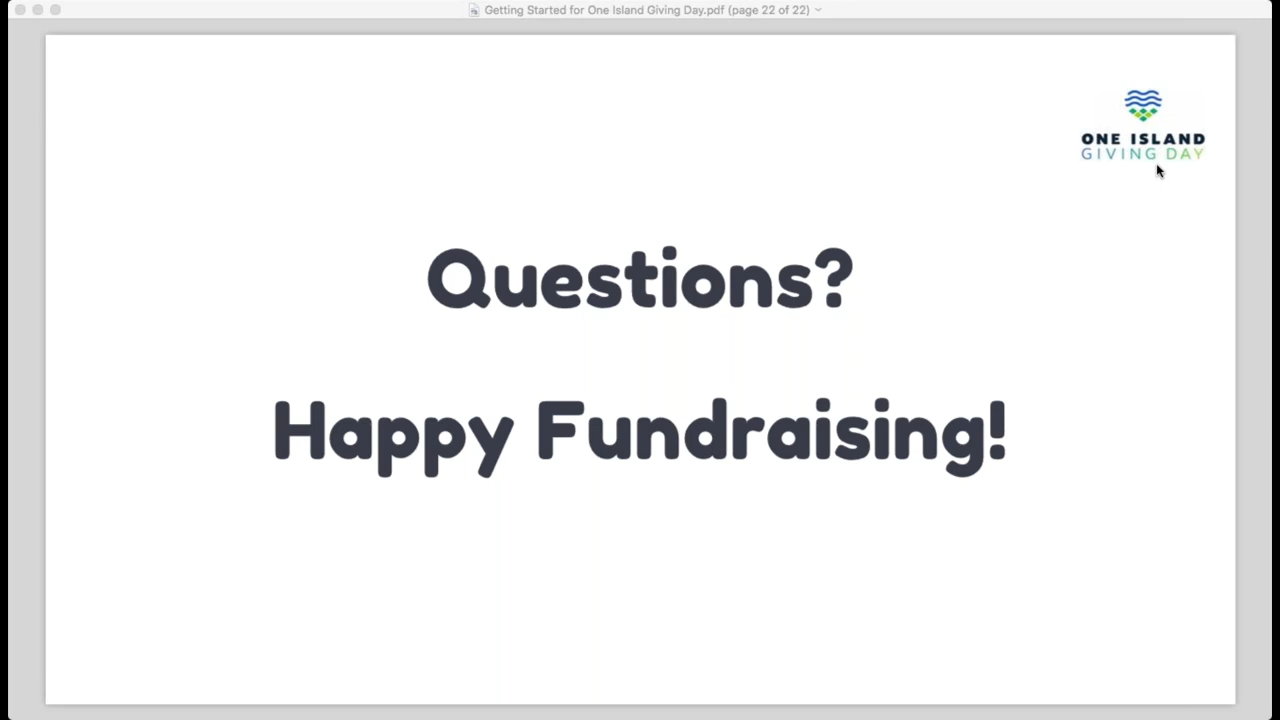 Getting Started for One Island Giving Day.pdf (page 22 of 22)
ONE ISLAND
GIVING DAY
Questions?
Happy Fundraising!